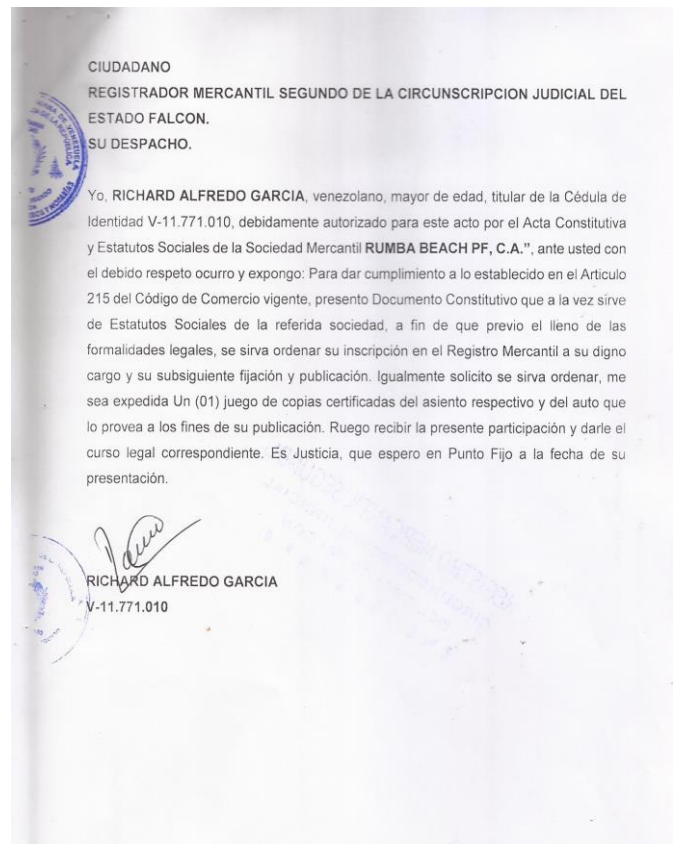 CIUDADANO
REGISTRADOR MERCANTIL SEGUNDO DE LA CIRCUNSCRIPCION JUDICIAL DEL
ESTADO FALCON.
SU DESPACHO.
Yo, RICHARD ALFREDO GARCIA, venezolano, mayor de edad, titular de la Cédula de
Identidad V-11.771.010, debidamente autorizado para este acto por el Acta Constitutiva
y Estatutos Sociales de la Sociedad Mercantil RUMBA BEACH PF, C.A.”, ante usted con
el debido respeto ocurro y expongo: Para dar cumplimiento a lo establecido en el Articulo
215 del Código de Comercio vigente, presento Documento Constitutivo que a la vez sirve
de Estatutos Sociales de la referida sociedad, a fin de que previo el lleno de las
formalidades legales, se sirva ordenar su inscripción en el Registro Mercantil a su digno
cargo y su subsiguiente fijación y publicación. Igualmente solicito se sirva ordenar, me
sea expedida Un (01) juego de copias certificadas del asiento respectivo y del auto que
lo provea a los fines de su publicación. Ruego recibir la presente participación y darle el
curso legal correspondiente. Es Justicia, que espero en Punto Fijo a la fecha de su
presentación.
RICHARD ALFREDO GARCIA
V-11.771.010